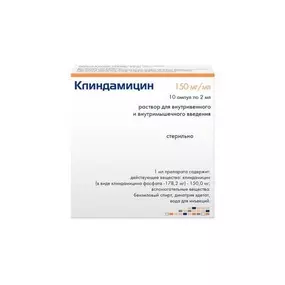 Клиндамицин 150 мг/мл
10 ампул по 2 мл
раствор для внутривенного
и внутримышечного введения
стерильно
1 мл препарата содержит:
действующее вещество: клиндамицин
(в виде клиндамицина фосфата - 178,2 мг) - 150,0 мг;
вспомогательные вещества:
бензиловый спирт, динатрия эдетат,
вода для инъекций.